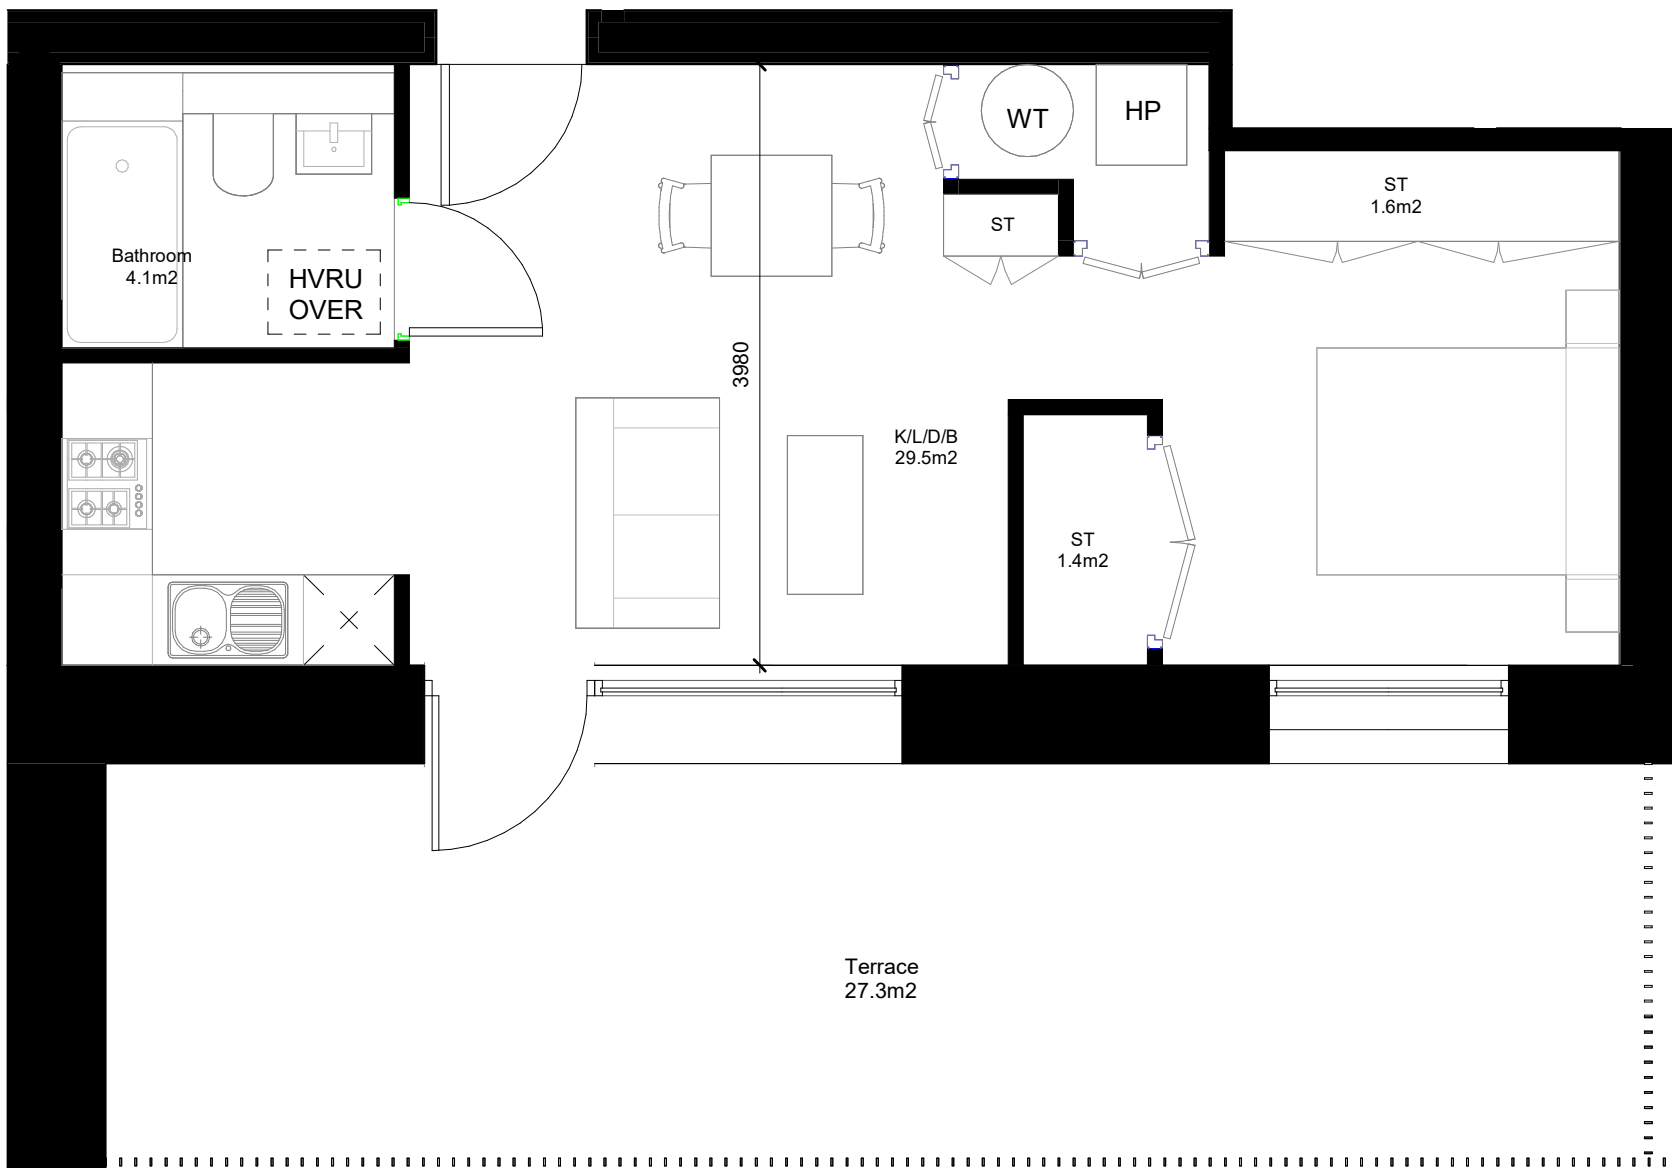 WT
HP
ST
1.6m2
ST
Bathroom
4.1m2
HVRU
OVER
3980
K/L/D/B
29.5m2
ST
1.4m2
Terrace
27.3m2